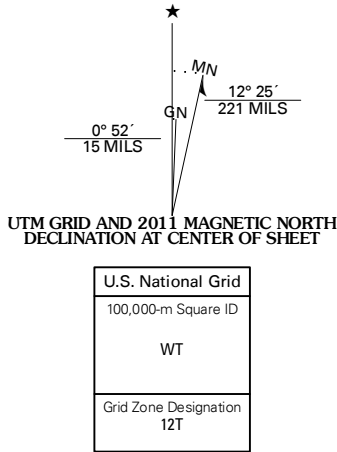 ★
MN
12° 25´
221 MILS
GN
0° 52´
15 MILS
UTM GRID AND 2011 MAGNETIC NORTH
DECLINATION AT CENTER OF SHEET
U.S. National Grid
100,000-m Square ID
WT
Grid Zone Designation
12T